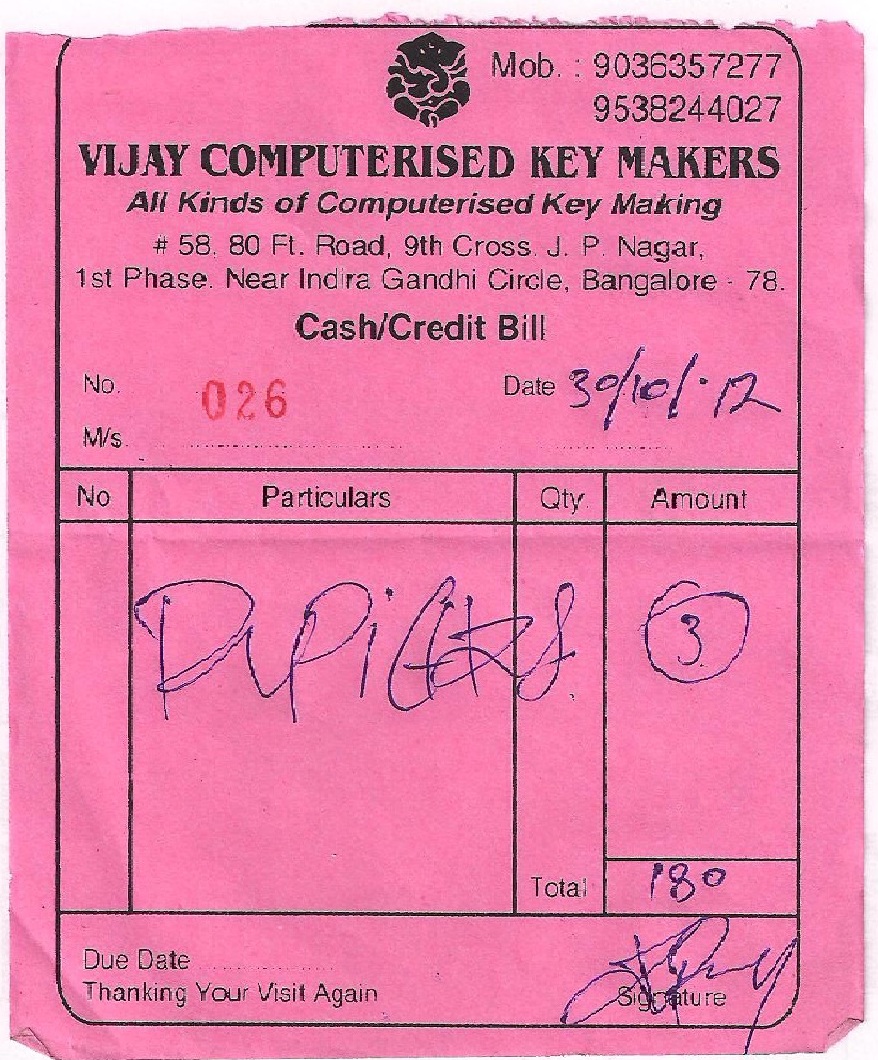 Mob. : 9036357277
9538244027
VIJAY COMPUTERISED KEY MAKERS
All Kinds of Computerised Key Making
# 58, 80 Ft. Road, 9th Cross, J. P. Nagar,
1st Phase. Near Indira Gandhi Circle, Bangalore - 78.
Cash/Credit Bill
No. 026 Date 30/10/12
M/s.
No Particulars Qty. Amount
3
Total 180
Due Date
Thanking Your Visit Again Signature